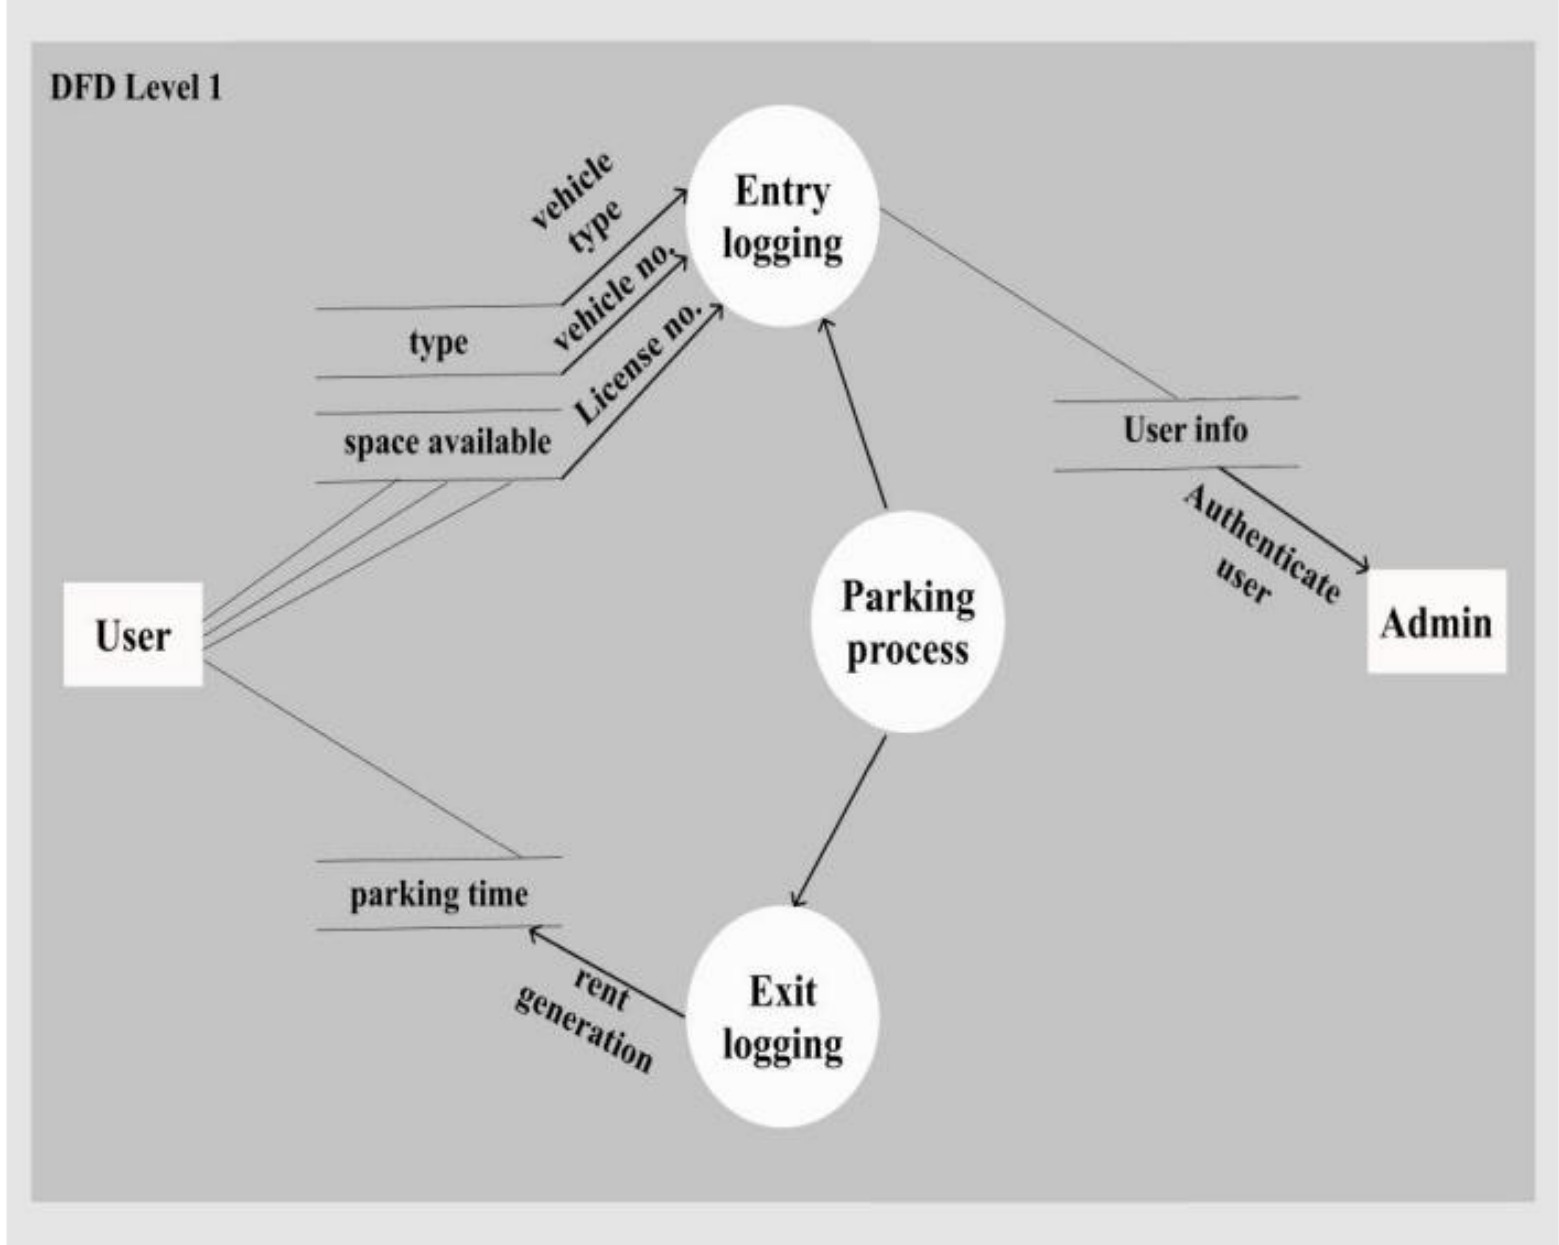 DFD Level 1
vehicle
type
Entry
logging
vehicle no.
type
License no.
space available
User info
Authenticate
user
User
Parking
process
Admin
parking time
rent
generation
Exit
logging